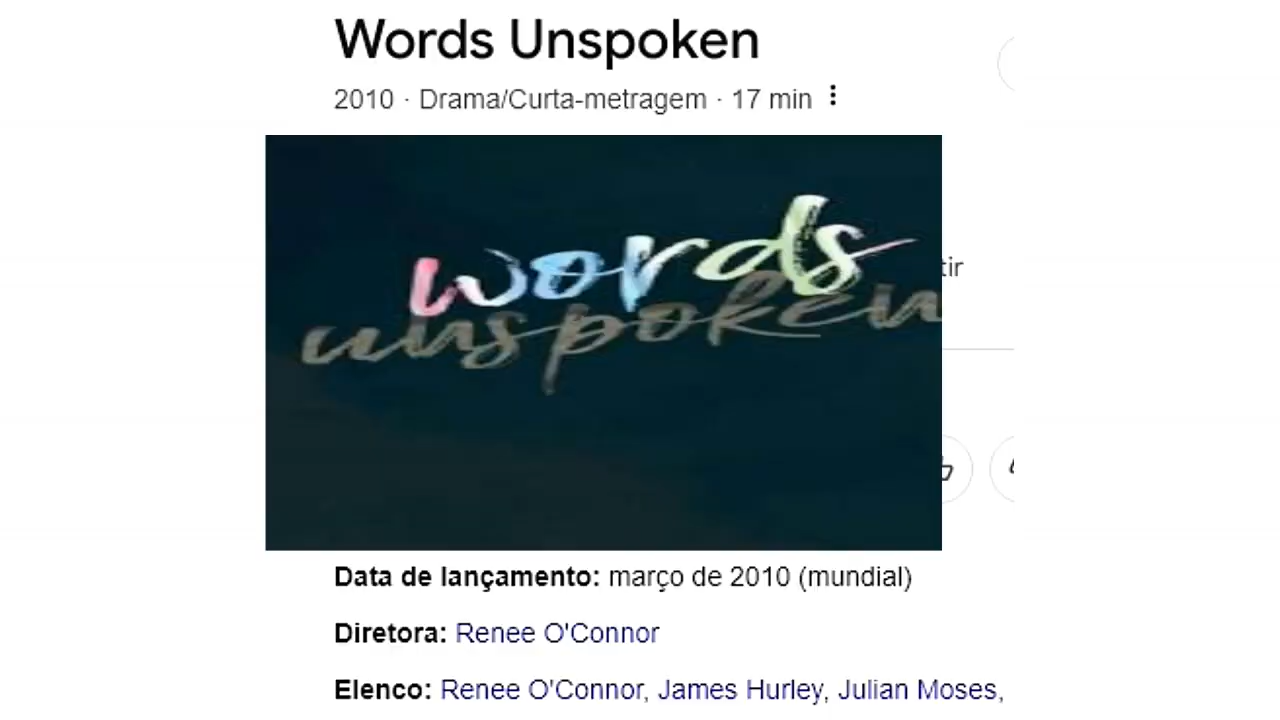 Words Unspoken
2010 · Drama/Curta-metragem · 17 min
words
unspoken
tir
Data de lançamento: março de 2010 (mundial)
Diretora: Renee O'Connor
Elenco: Renee O'Connor, James Hurley, Julian Moses,